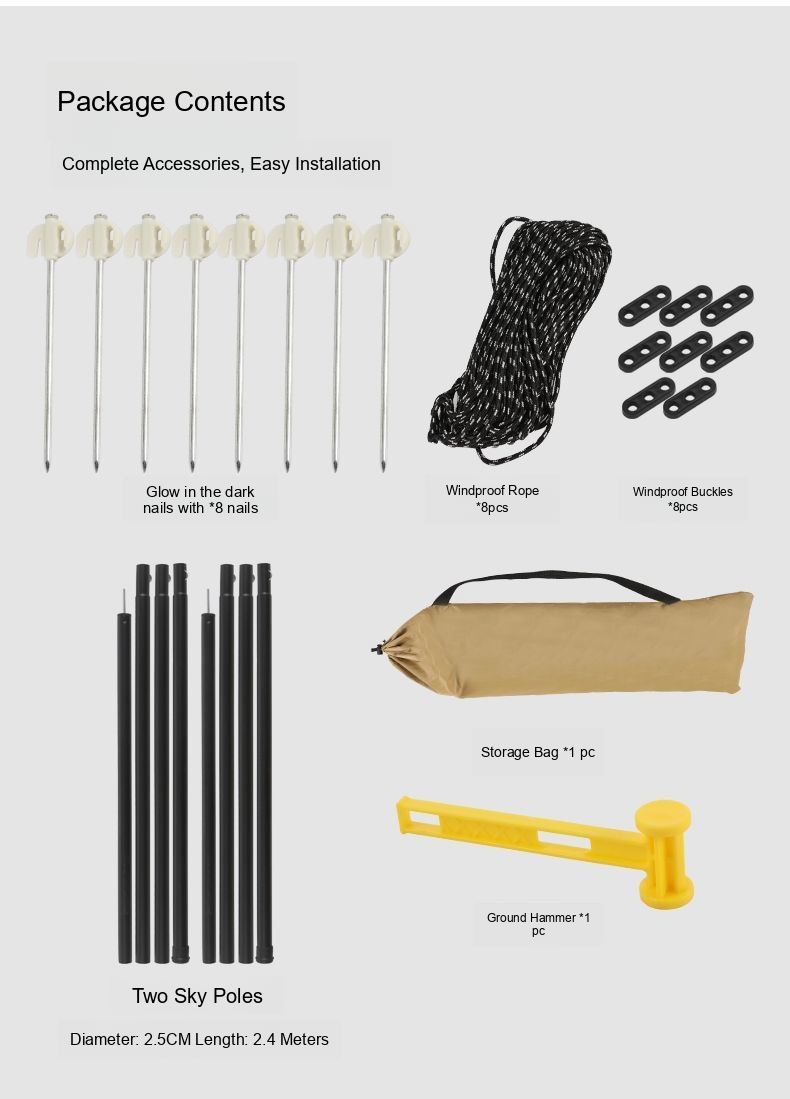 Package Contents
Complete Accessories, Easy Installation
Glow in the dark
nails with *8 nails
Windproof Rope
*8pcs
Windproof Buckles
*8pcs
Storage Bag *1 pc
Ground Hammer *1
pc
Two Sky Poles
Diameter: 2.5CM Length: 2.4 Meters